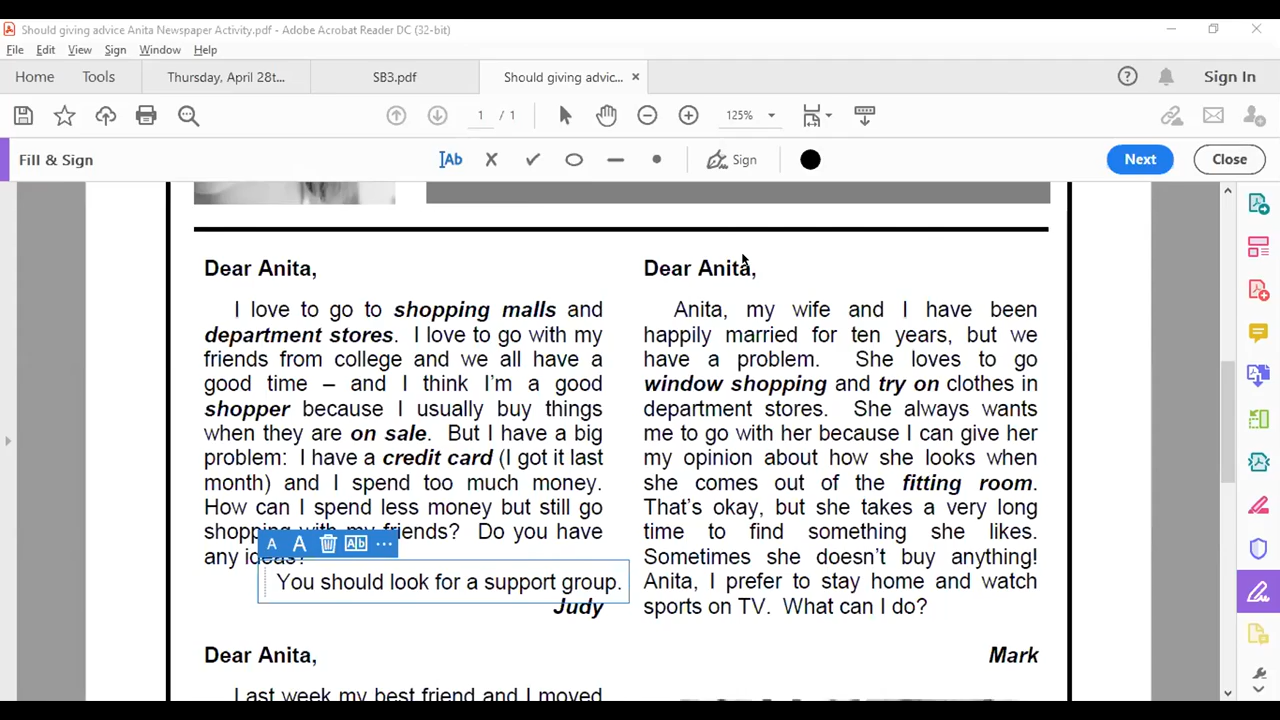 Should giving advice Anita Newspaper Activity.pdf - Adobe Acrobat Reader DC (32-bit)
File Edit View Sign Window Help
Home Tools Thursday, April 28t... SB3.pdf Should giving advic... × Sign In
1 / 1 125%
Fill & Sign Ab Sign Next Close
Dear Anita,
I love to go to shopping malls and
department stores. I love to go with my
friends from college and we all have a
good time – and I think I'm a good
shopper because I usually buy things
when they are on sale. But I have a big
problem: I have a credit card (I got it last
month) and I spend too much money.
How can I spend less money but still go
shopping with my friends? Do you have
any ideas?
A A Ab ...
You should look for a support group.
Judy
Dear Anita,
Last week my best friend and I moved
Dear Anita,
Anita, my wife and I have been
happily married for ten years, but we
have a problem. She loves to go
window shopping and try on clothes in
department stores. She always wants
me to go with her because I can give her
my opinion about how she looks when
she comes out of the fitting room.
That's okay, but she takes a very long
time to find something she likes.
Sometimes she doesn't buy anything!
Anita, I prefer to stay home and watch
sports on TV. What can I do?
Mark